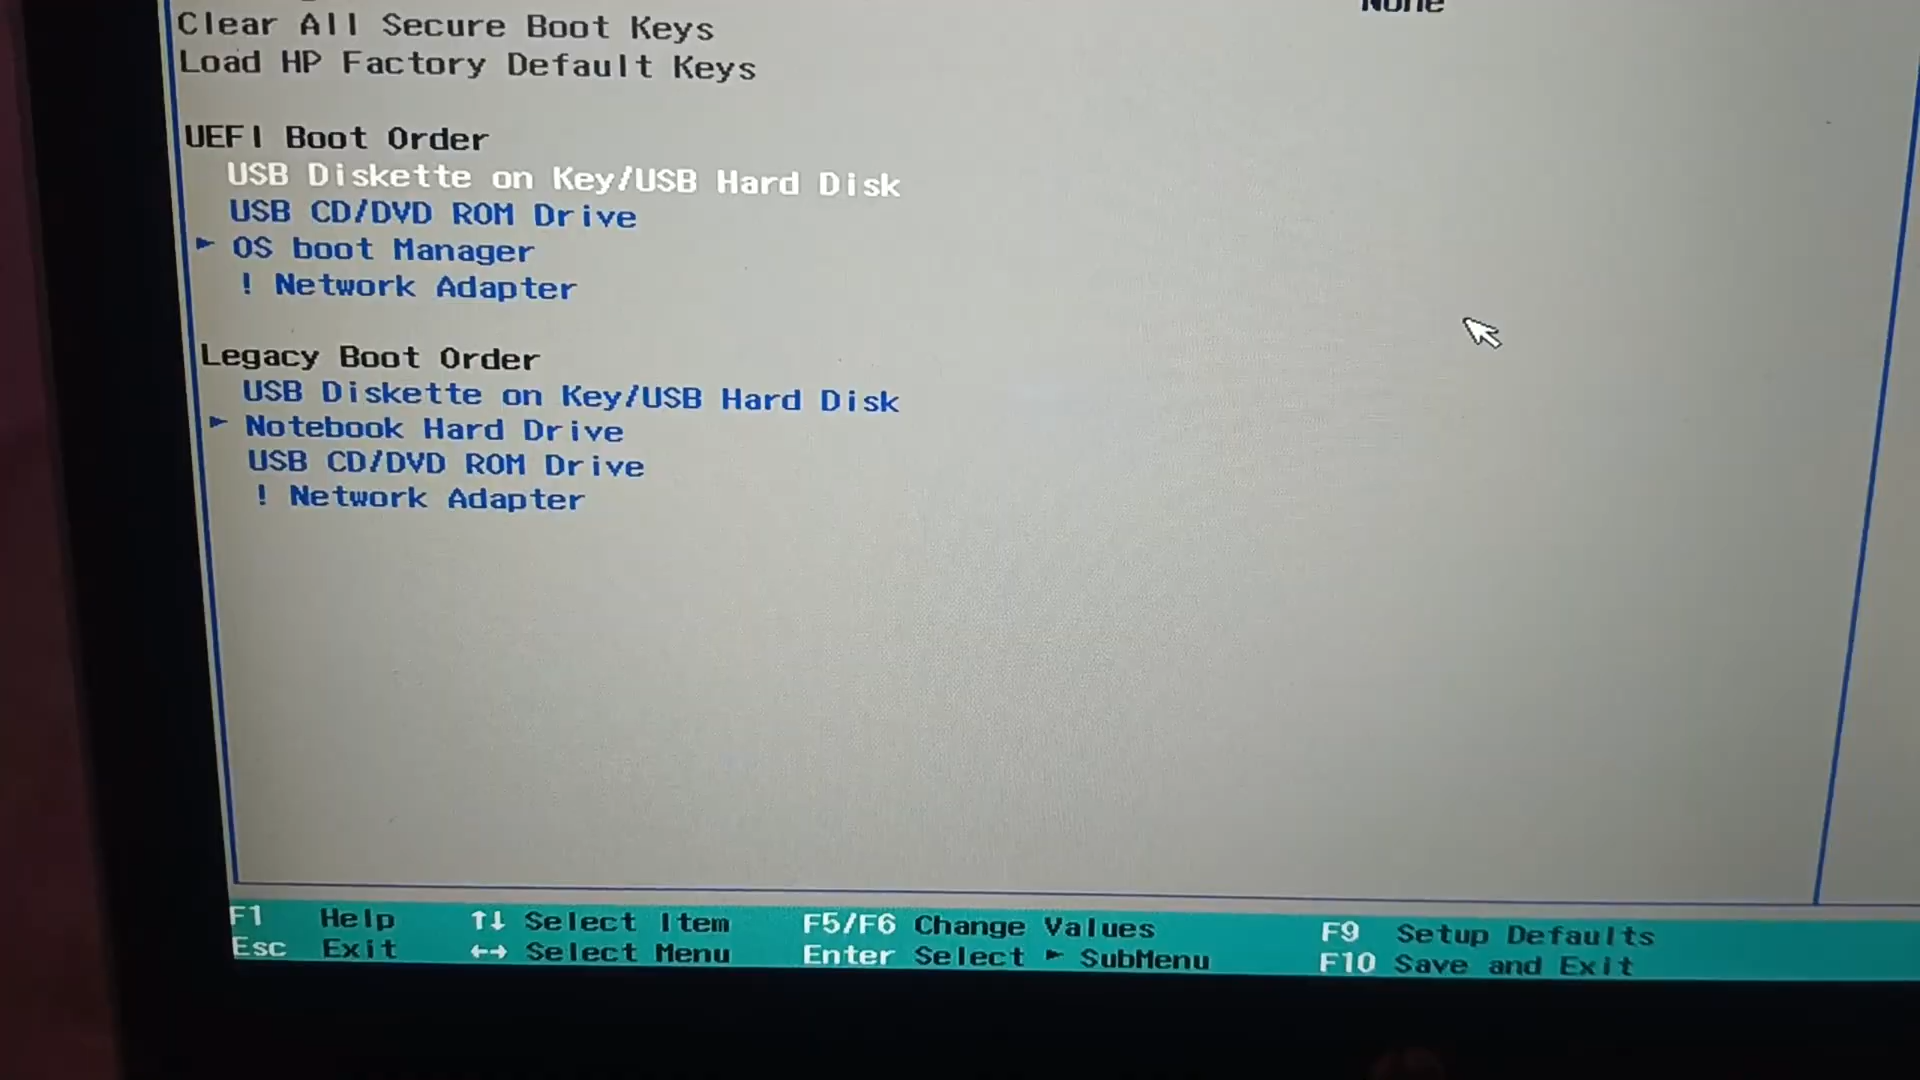 None
Clear All Secure Boot Keys
Load HP Factory Default Keys
UEFI Boot Order
USB Diskette on Key/USB Hard Disk
USB CD/DVD ROM Drive
► OS boot Manager
! Network Adapter
Legacy Boot Order
USB Diskette on Key/USB Hard Disk
► Notebook Hard Drive
USB CD/DVD ROM Drive
! Network Adapter
F1 Help ↑↓ Select Item F5/F6 Change Values F9 Setup Defaults
Esc Exit ←→ Select Menu Enter Select ► SubMenu F10 Save and Exit